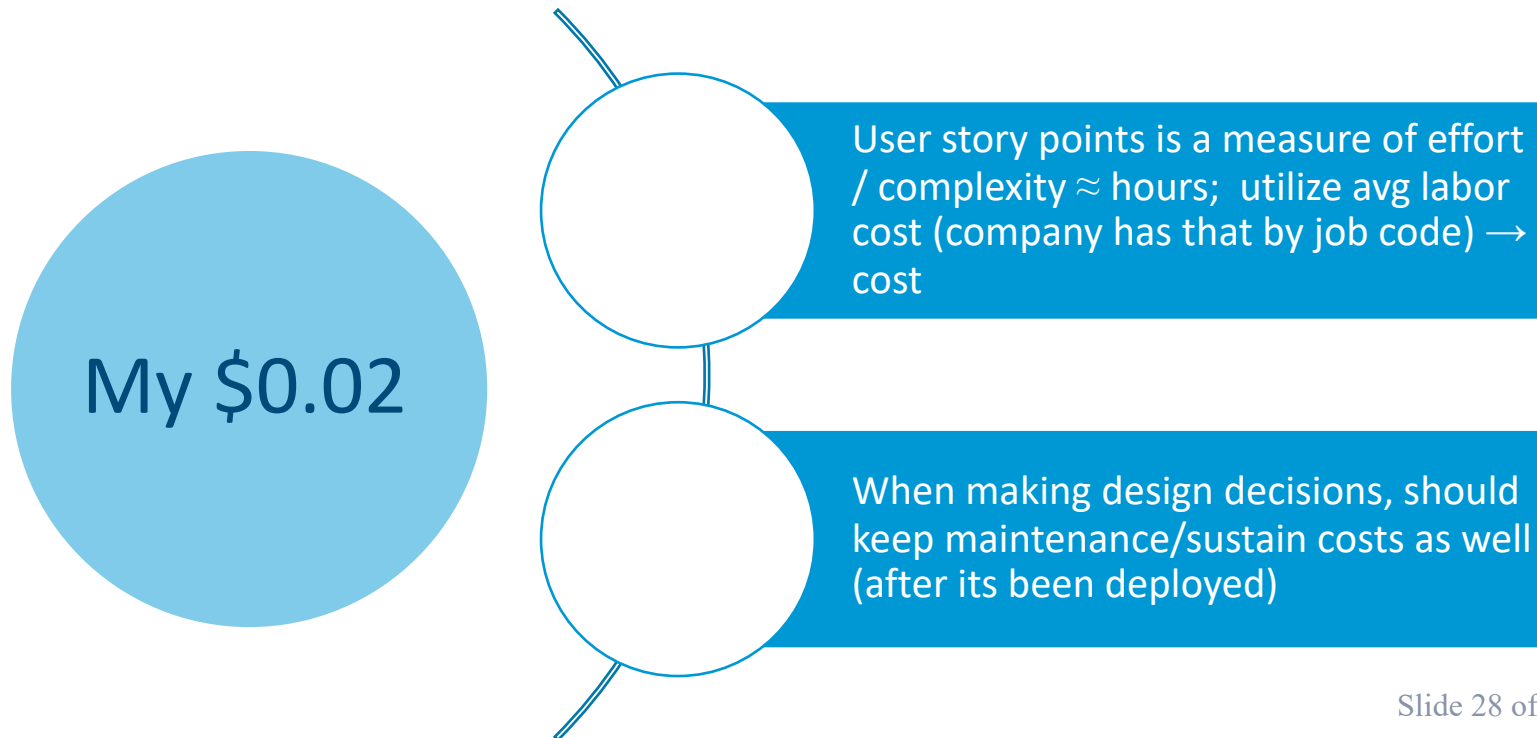 My $0.02
User story points is a measure of effort
/ complexity ≈ hours;  utilize avg labor
cost (company has that by job code) →
cost
When making design decisions, should
keep maintenance/sustain costs as well
(after its been deployed)
Slide 28 of